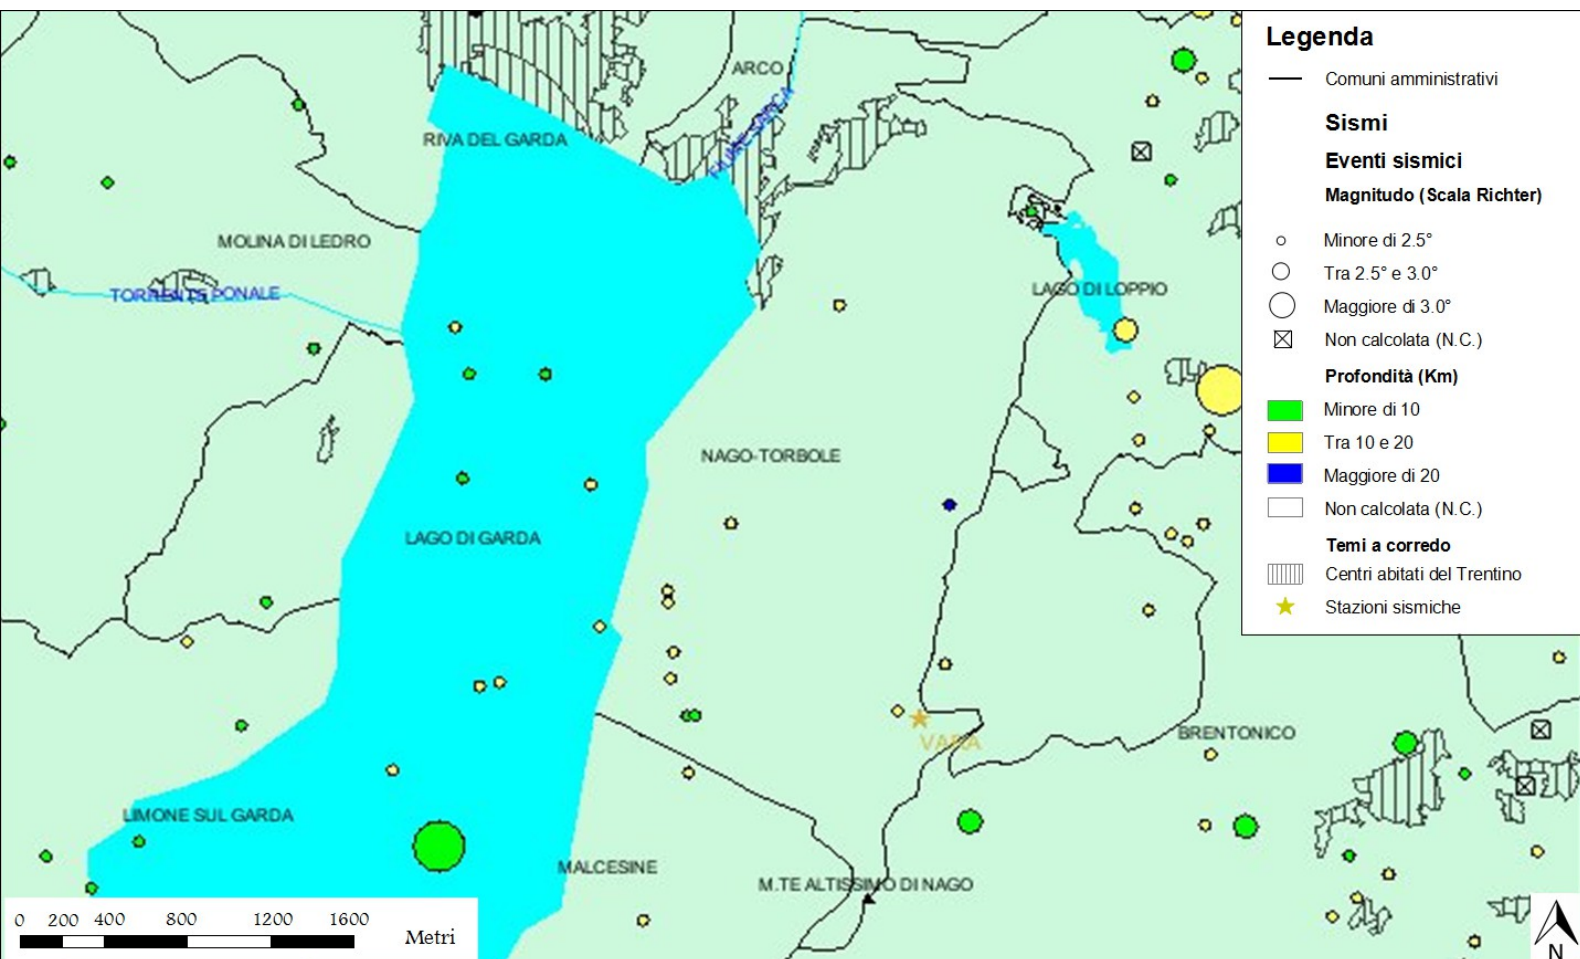 Legenda
Comuni amministrativi
Sismi
Eventi sismici
Magnitudo (Scala Richter)
Minore di 2.5°
Tra 2.5° e 3.0°
Maggiore di 3.0°
Non calcolata (N.C.)
Profondità (Km)
Minore di 10
Tra 10 e 20
Maggiore di 20
Non calcolata (N.C.)
Temi a corredo
Centri abitati del Trentino
Stazioni sismiche
ARCO
FIUME SARCA
RIVA DEL GARDA
MOLINA DI LEDRO
TORRENTE PONALE
LAGO DI LOPPIO
NAGO-TORBOLE
LAGO DI GARDA
BRENTONICO
LIMONE SUL GARDA
MALCESINE
M.TE ALTISSIMO DI NAGO
0 200 400 800 1200 1600
Metri
N